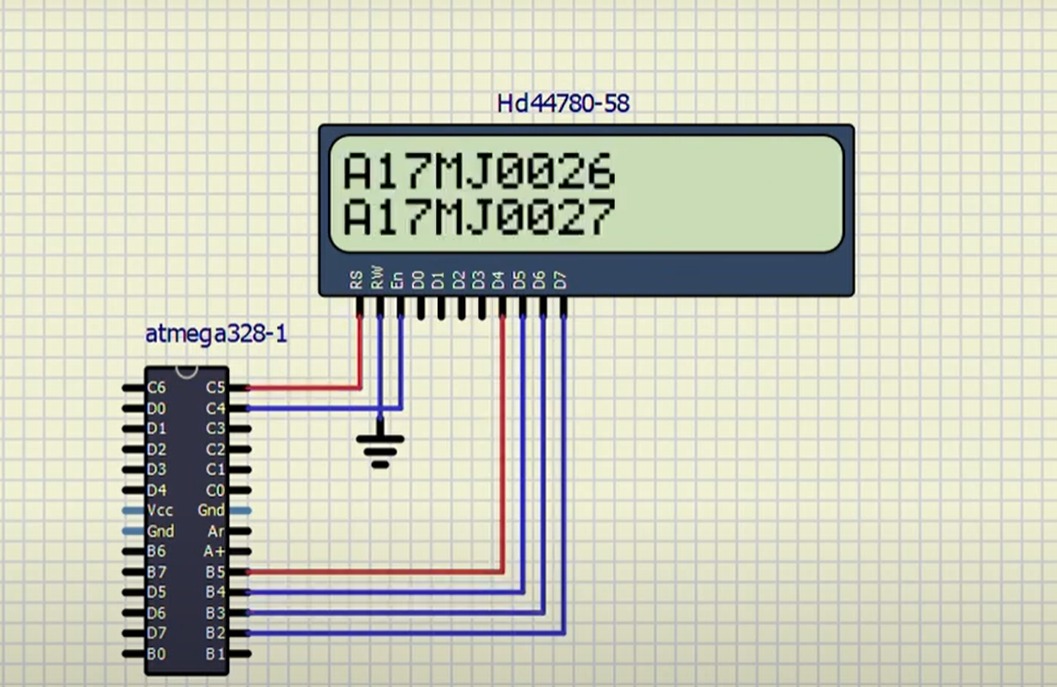 Hd44780-58
A17MJ0026
A17MJ0027
RS RW En D0 D1 D2 D3 D4 D5 D6 D7
atmega328-1
C6 C5
D0 C4
D1 C3
D2 C2
D3 C1
D4 C0
Vcc Gnd
Gnd Ar
B6 A+
B7 B5
D5 B4
D6 B3
D7 B2
B0 B1